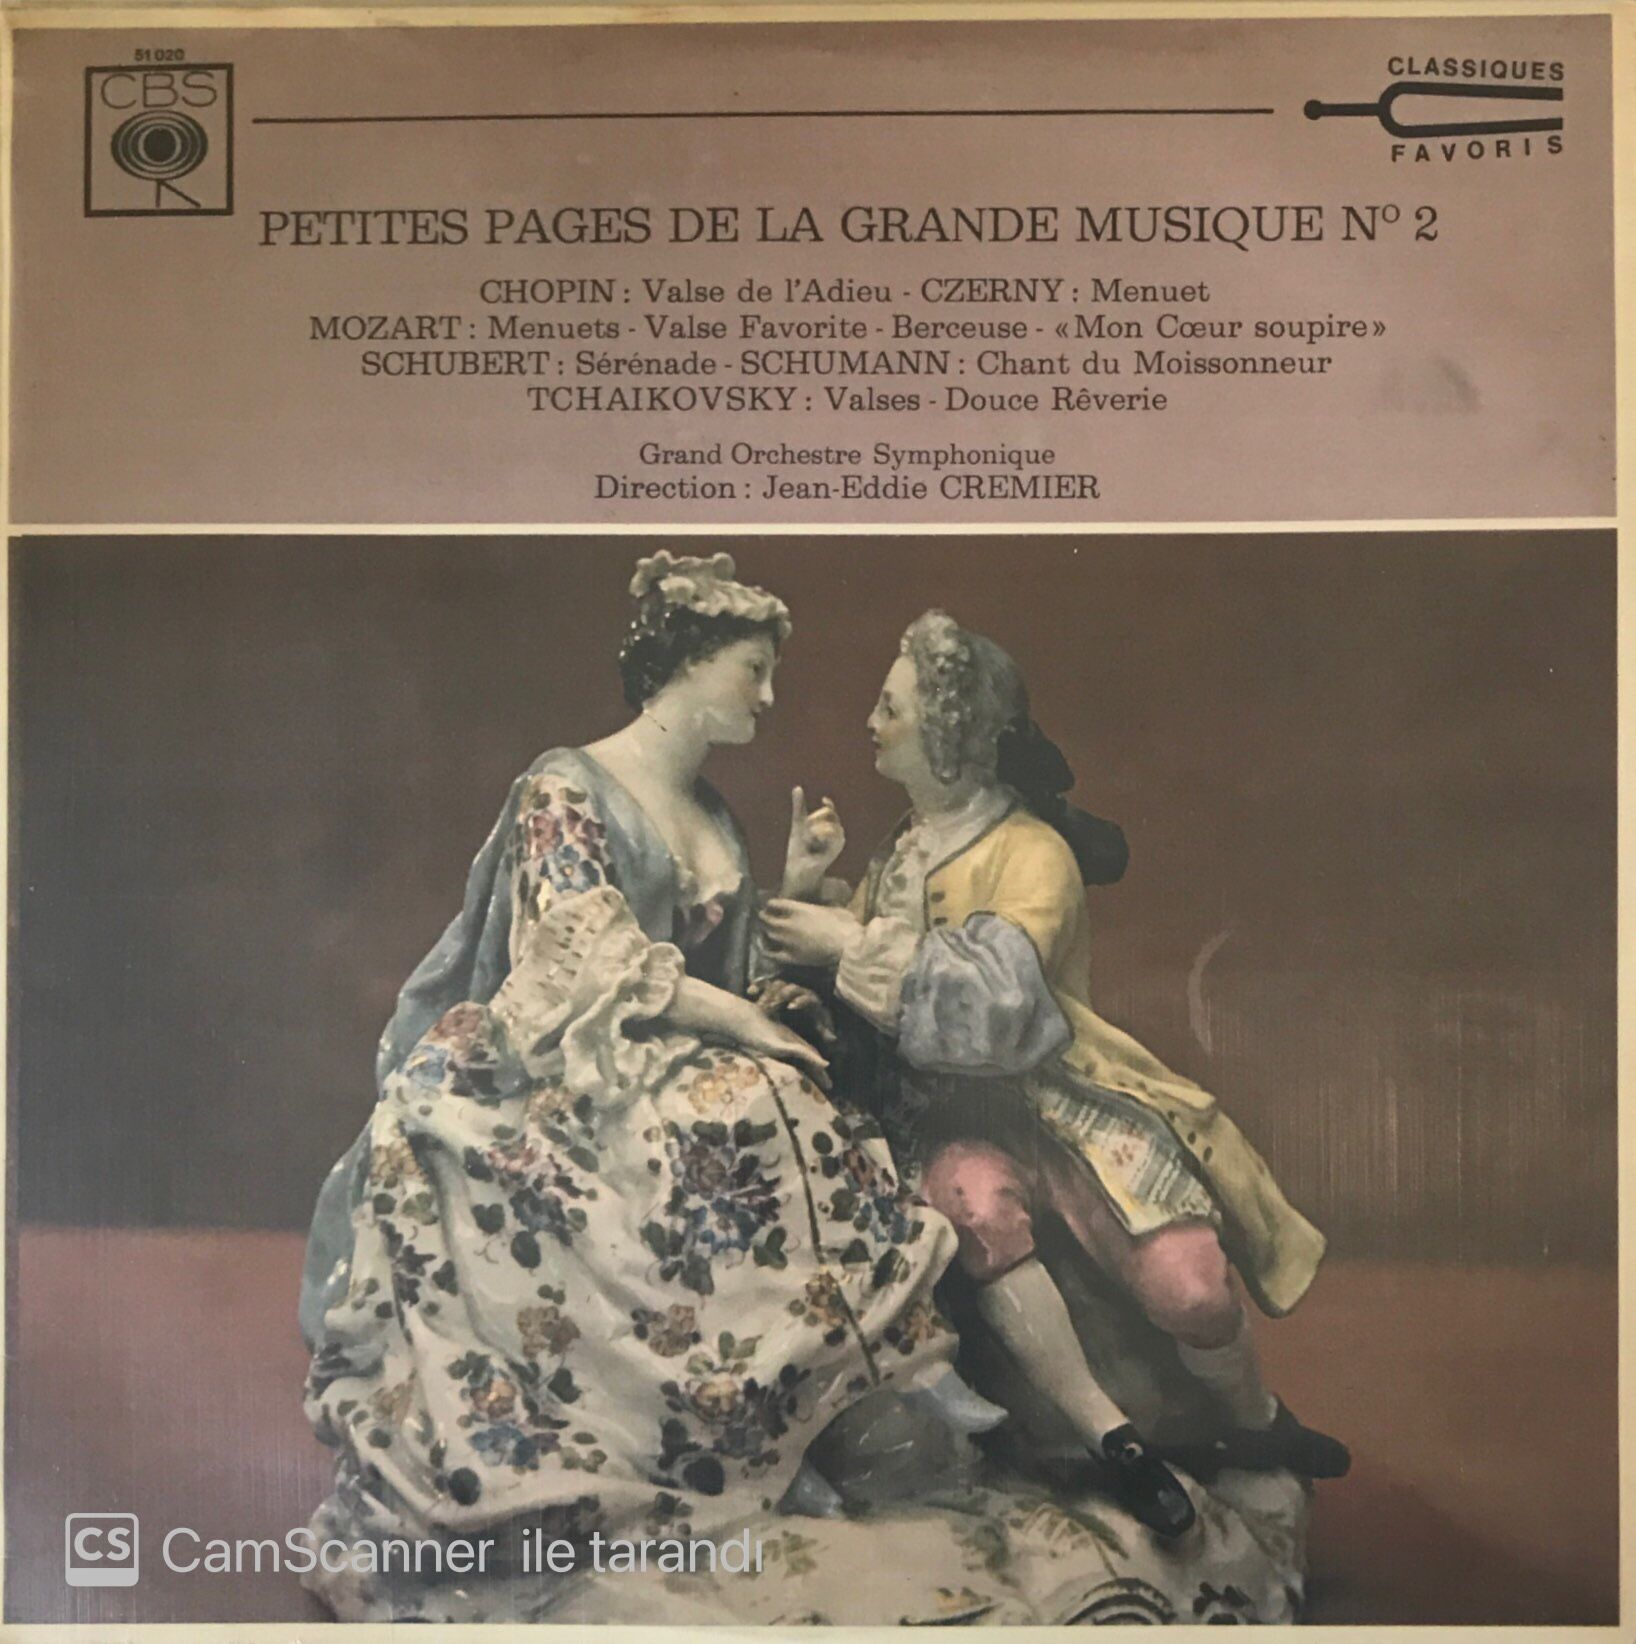 51020
CBS
CLASSIQUES
FAVORIS
PETITES PAGES DE LA GRANDE MUSIQUE Nº 2
CHOPIN : Valse de l'Adieu - CZERNY : Menuet
MOZART : Menuets - Valse Favorite - Berceuse - «Mon Cœur soupire»
SCHUBERT : Sérénade - SCHUMANN : Chant du Moissonneur
TCHAIKOVSKY : Valses - Douce Rêverie
Grand Orchestre Symphonique
Direction : Jean-Eddie CREMIER
CS CamScanner ile tarandı